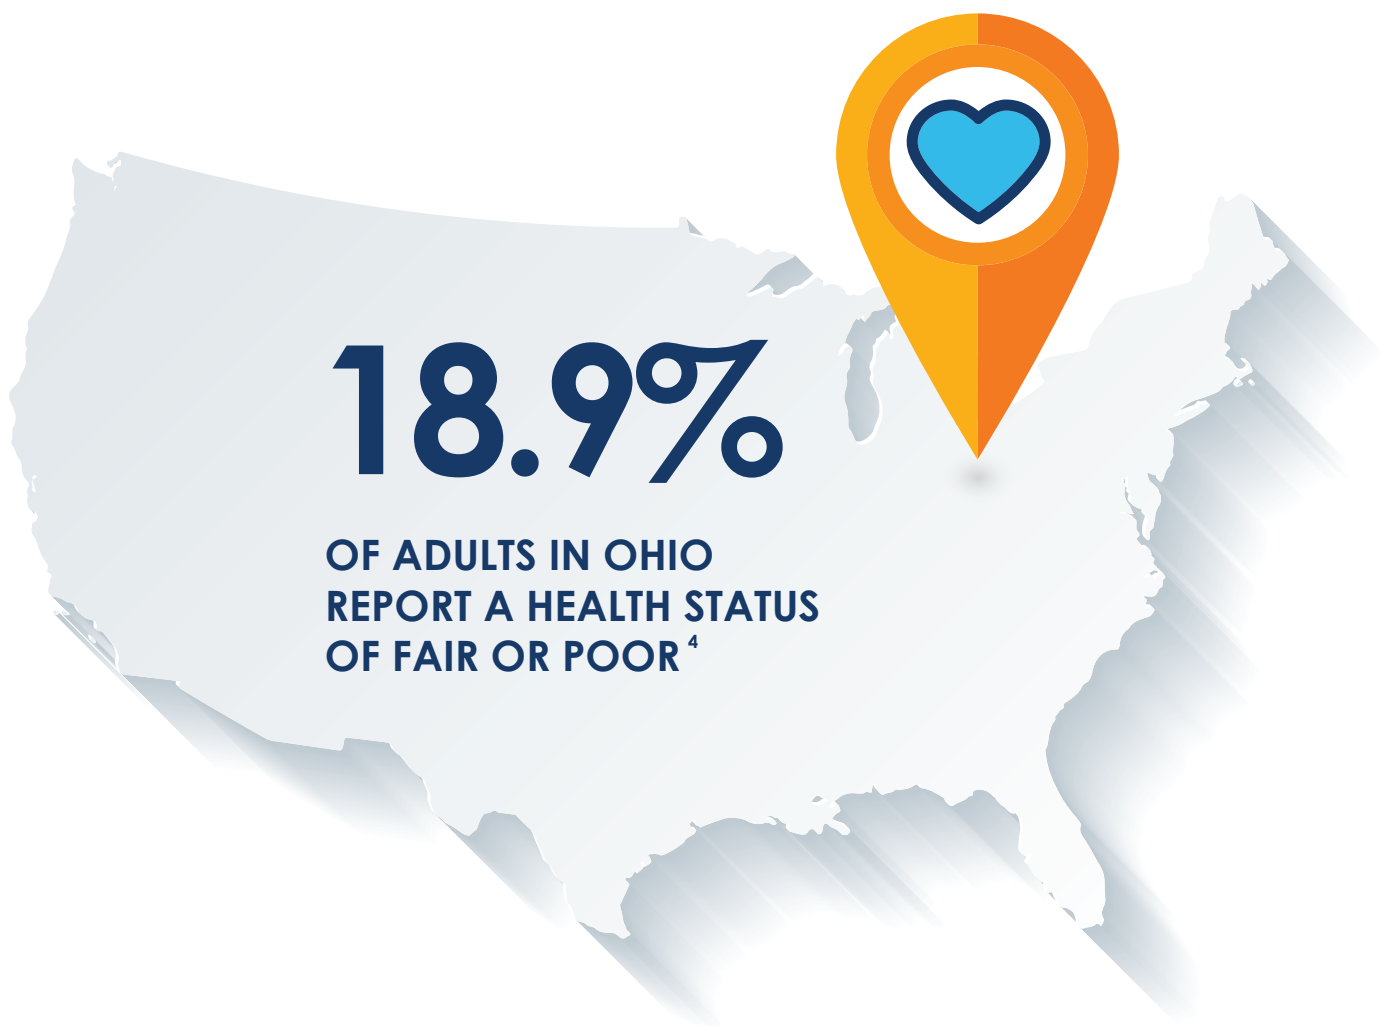 18.9%
OF ADULTS IN OHIO
REPORT A HEALTH STATUS
OF FAIR OR POOR 4